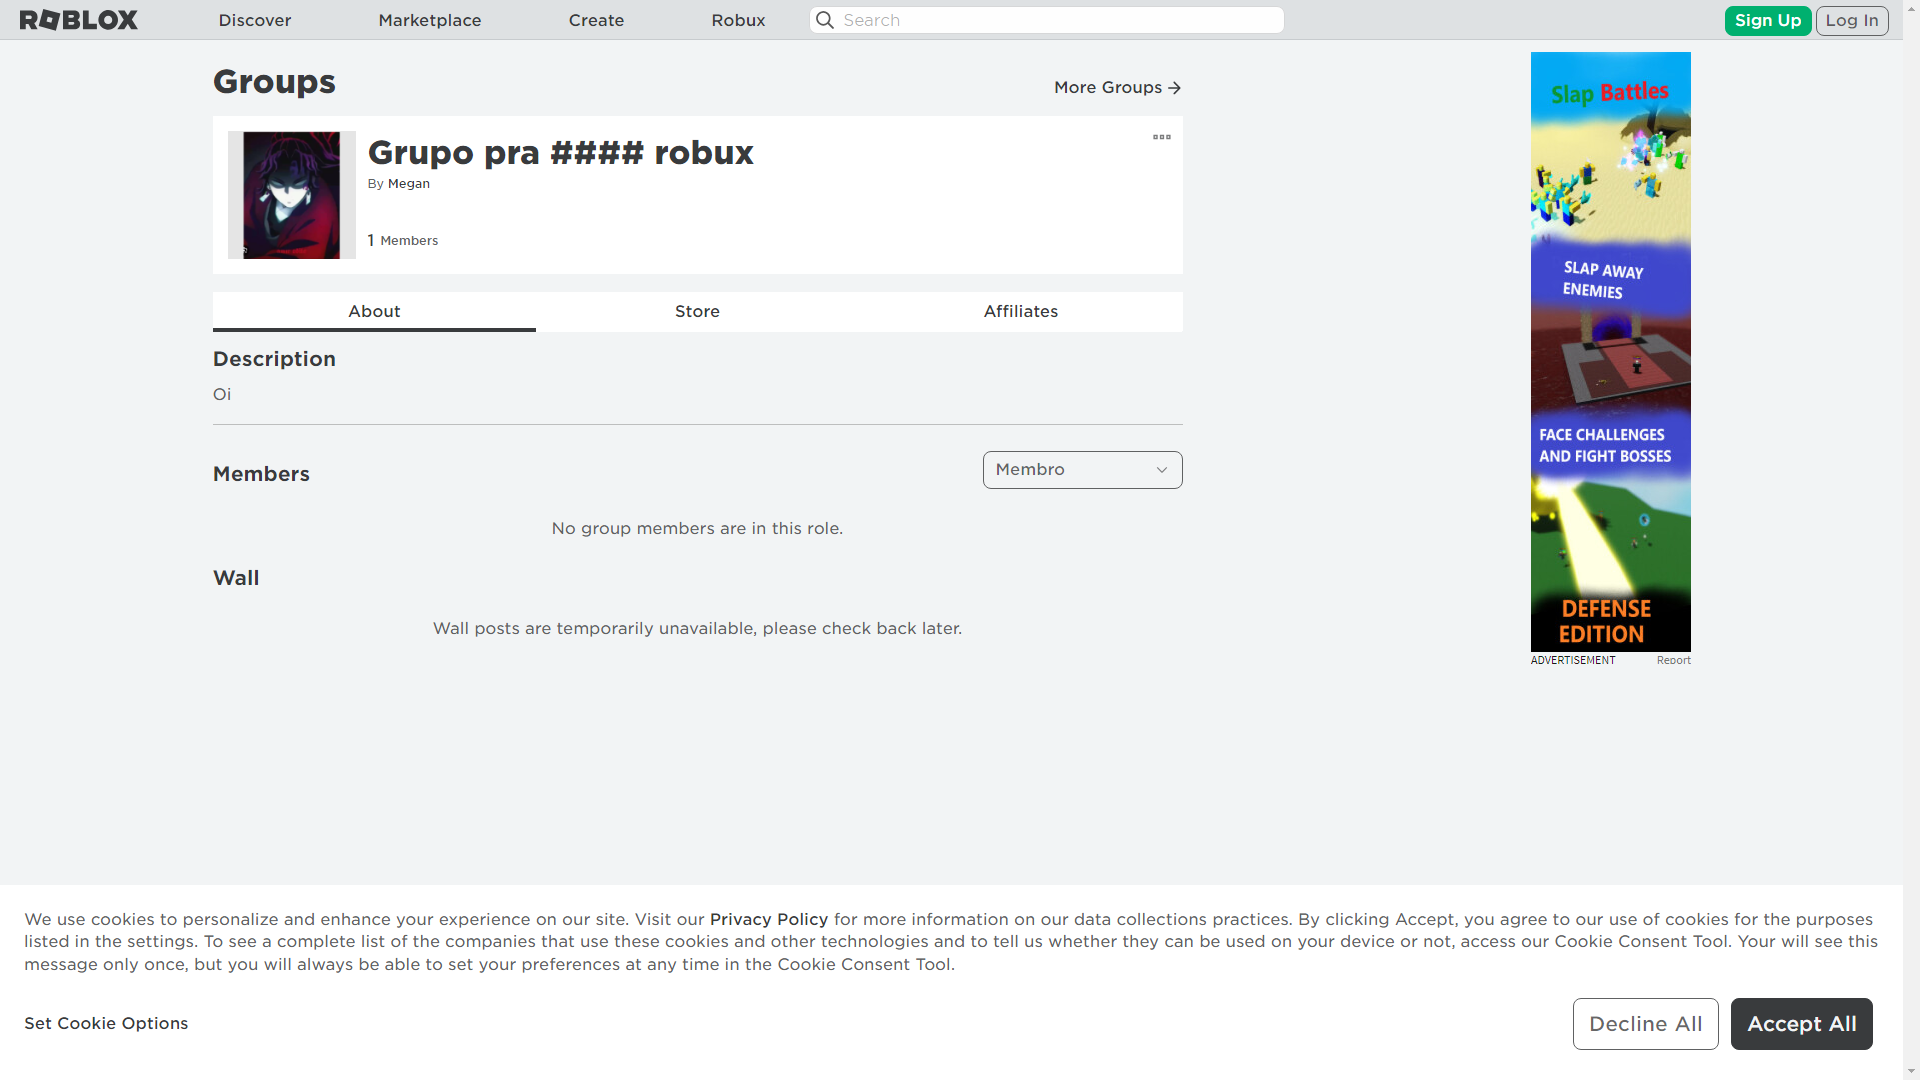 ROBLOX Discover Marketplace Create Robux Search Sign Up Log In
Groups
More Groups
Grupo pra #### robux
By Megan
1 Members
About Store Affiliates
Description
Oi
Members
Membro
No group members are in this role.
Wall
Wall posts are temporarily unavailable, please check back later.
Slap Battles
SLAP AWAY
ENEMIES
FACE CHALLENGES
AND FIGHT BOSSES
DEFENSE
EDITION
ADVERTISEMENT Report
We use cookies to personalize and enhance your experience on our site. Visit our Privacy Policy for more information on our data collections practices. By clicking Accept, you agree to our use of cookies for the purposes
listed in the settings. To see a complete list of the companies that use these cookies and other technologies and to tell us whether they can be used on your device or not, access our Cookie Consent Tool. Your will see this
message only once, but you will always be able to set your preferences at any time in the Cookie Consent Tool.
Set Cookie Options
Decline All
Accept All